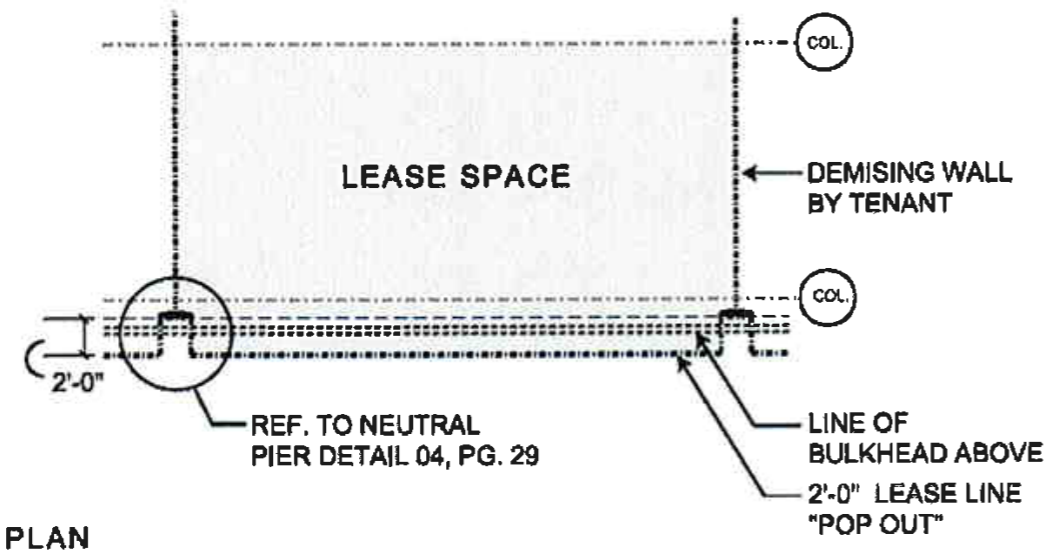 COL.
LEASE SPACE
DEMISING WALL
BY TENANT
COL.
2'-0"
REF. TO NEUTRAL
PIER DETAIL 04, PG. 29
LINE OF
BULKHEAD ABOVE
2'-0" LEASE LINE
"POP OUT"
PLAN